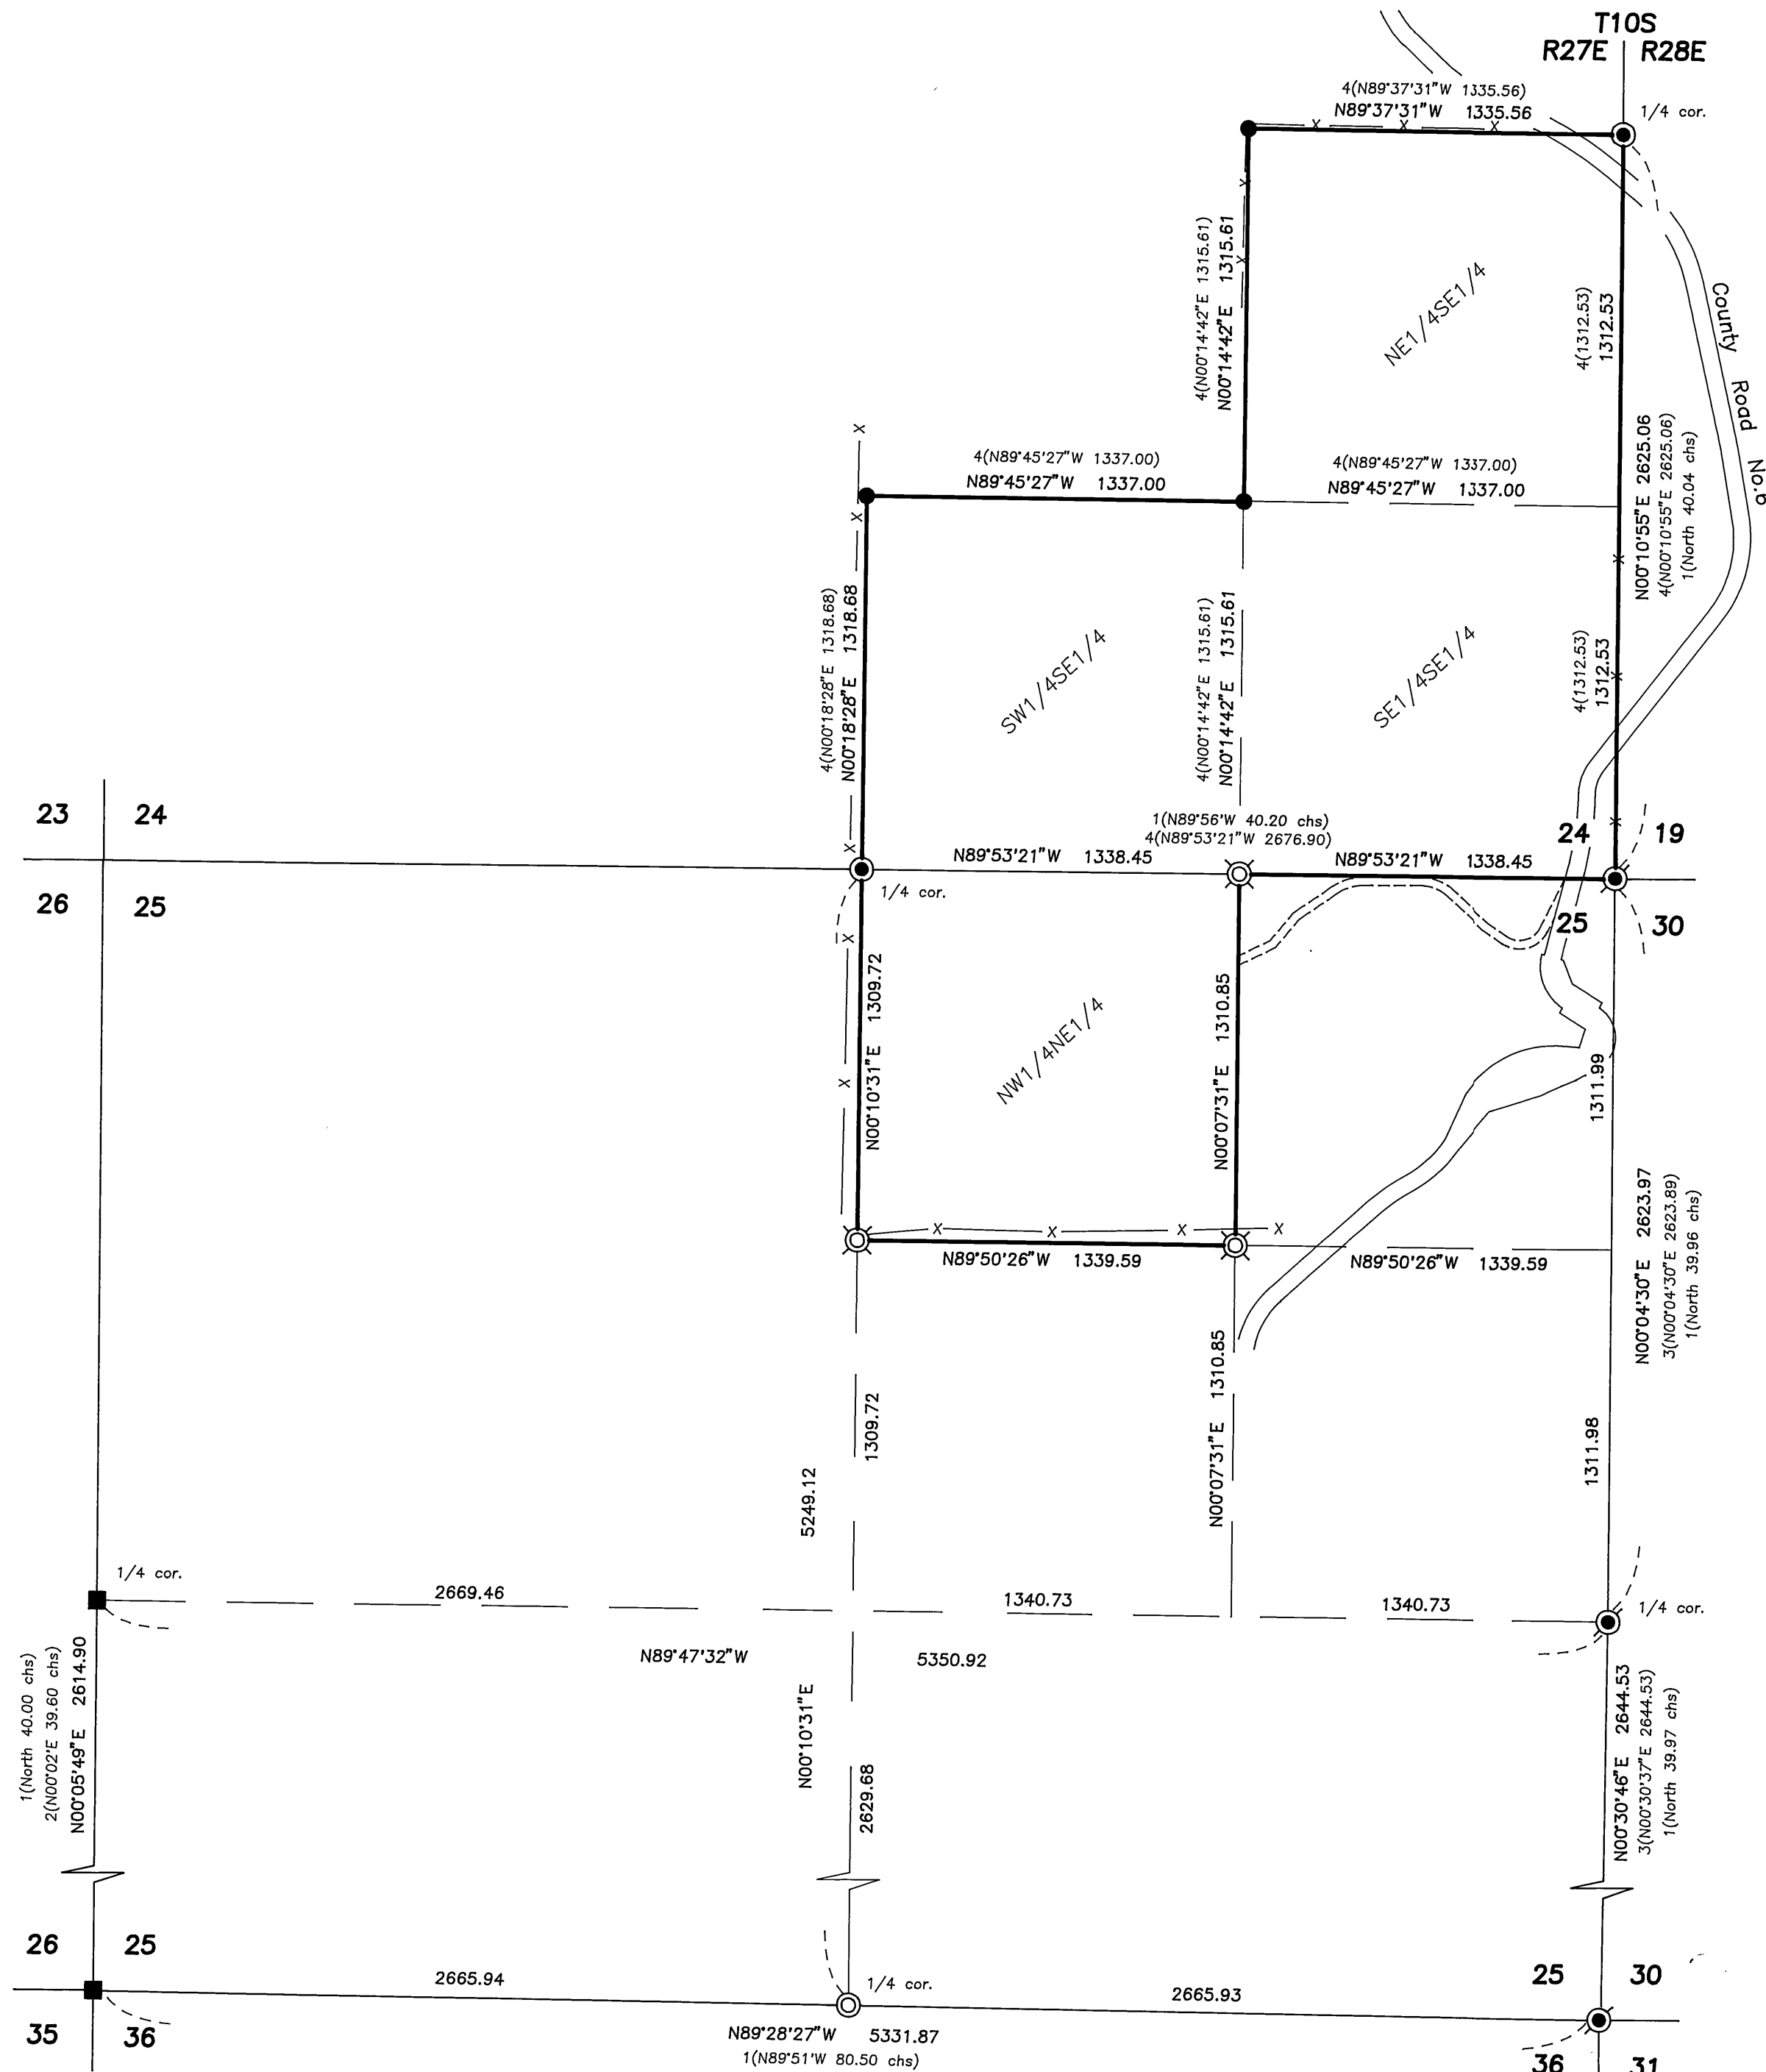 T10S
R27E R28E
4(N89°37'31"W 1335.56)
N89°37'31"W 1335.56
1/4 cor.
4(N00°14'42"E 1315.61)
N00°14'42"E 1315.61
NE1/4SE1/4
4(1312.53)
1312.53
County Road No.6
N00°10'55"E 2625.06
4(N00°10'55"E 2625.06)
1(North 40.04 chs)
4(N89°45'27"W 1337.00)
N89°45'27"W 1337.00
4(N89°45'27"W 1337.00)
N89°45'27"W 1337.00
4(N00°18'28"E 1318.68)
N00°18'28"E 1318.68
SW1/4SE1/4
4(N00°14'42"E 1315.61)
N00°14'42"E 1315.61
SE1/4SE1/4
4(1312.53)
1312.53
23 24
1(N89°56'W 40.20 chs)
4(N89°53'21"W 2676.90)
24 19
N89°53'21"W 1338.45
N89°53'21"W 1338.45
1/4 cor.
26 25
25 30
N00°10'31"E 1309.72
NW1/4NE1/4
N00°07'31"E 1310.85
1311.99
N00°04'30"E 2623.97
3(N00°04'30"E 2623.89)
1(North 39.96 chs)
N89°50'26"W 1339.59
N89°50'26"W 1339.59
1309.72
5249.12
N00°07'31"E 1310.85
1311.98
1/4 cor.
2669.46
1340.73
1340.73
1/4 cor.
N89°47'32"W 5350.92
1(North 40.00 chs)
2(N00°02'E 39.60 chs)
N00°05'49"E 2614.90
N00°10'31"E
2629.68
N00°30'46"E 2644.53
3(N00°30'37"E 2644.53)
1(North 39.97 chs)
26 25
25 30
2665.94
1/4 cor.
2665.93
35 36
N89°28'27"W 5331.87
1(N89°51'W 80.50 chs)
36 31